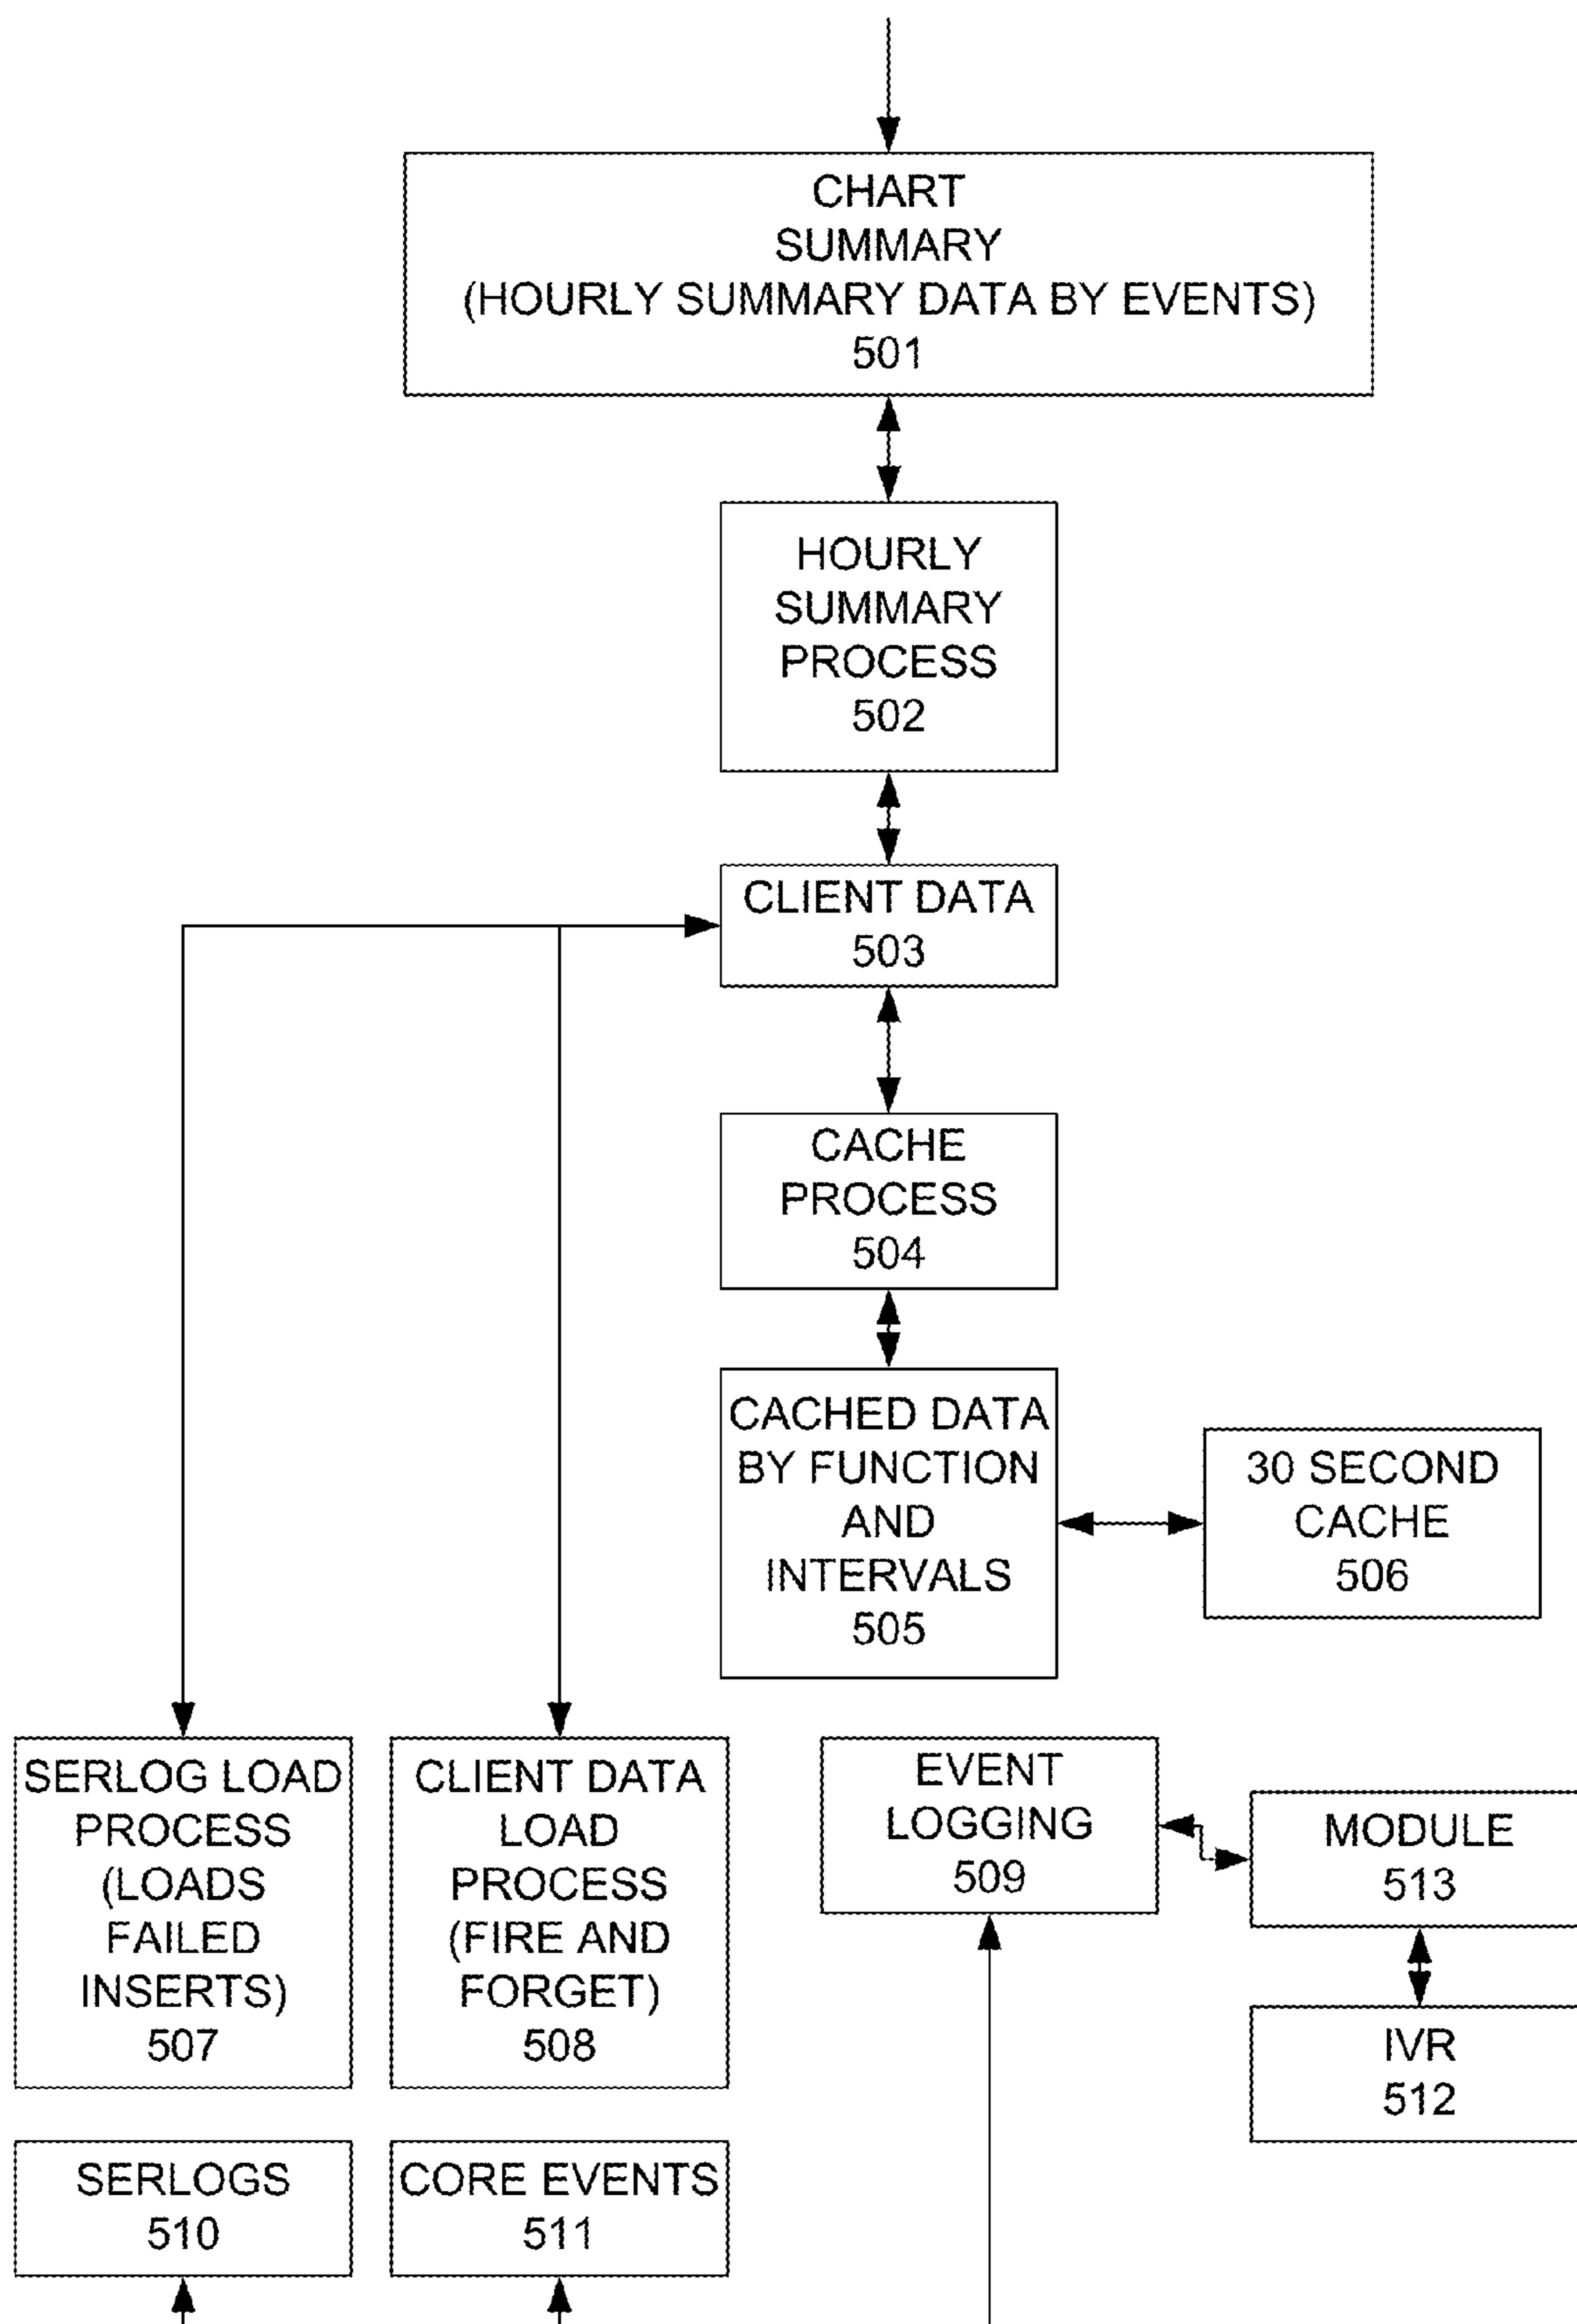 CHART
SUMMARY
(HOURLY SUMMARY DATA BY EVENTS)
501
HOURLY
SUMMARY
PROCESS
502
CLIENT DATA
503
CACHE
PROCESS
504
CACHED DATA
BY FUNCTION
AND
INTERVALS
505
30 SECOND
CACHE
506
SERLOG LOAD
PROCESS
(LOADS
FAILED
INSERTS)
507
CLIENT DATA
LOAD
PROCESS
(FIRE AND
FORGET)
508
EVENT
LOGGING
509
MODULE
513
IVR
512
SERLOGS
510
CORE EVENTS
511